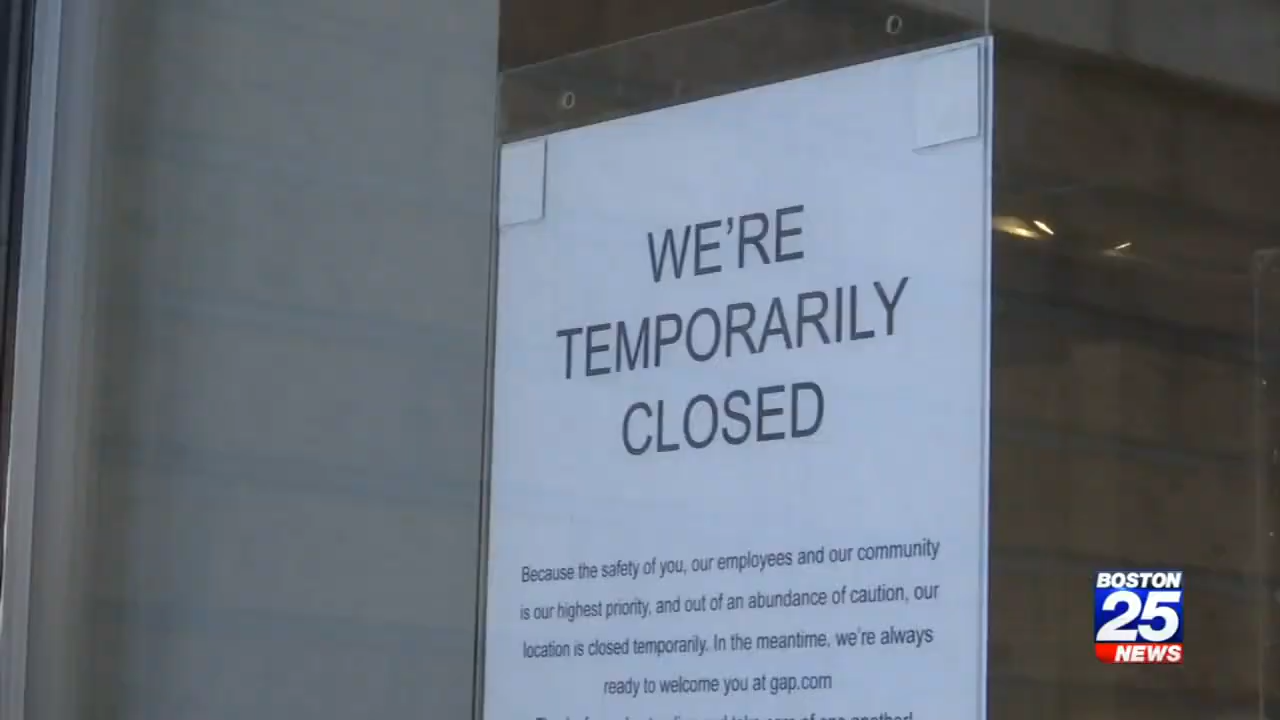 WE'RE
TEMPORARILY
CLOSED
Because the safety of you, our employees and our community
is our highest priority, and out of an abundance of caution, our
location is closed temporarily. In the meantime, we're always
ready to welcome you at gap.com
BOSTON
25
NEWS